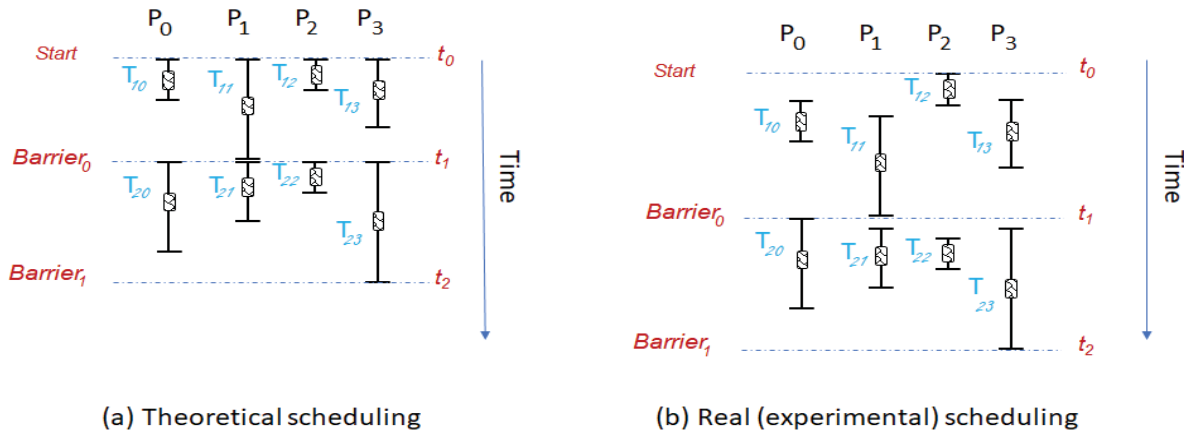 P0 P1 P2 P3
Start t0
T10 T11 T12 T13
Barrier0 t1
T20 T21 T22 T23
Barrier1 t2
Time
(a) Theoretical scheduling
P0 P1 P2 P3
Start t0
T10 T11 T12 T13
Barrier0 t1
T20 T21 T22 T23
Barrier1 t2
Time
(b) Real (experimental) scheduling